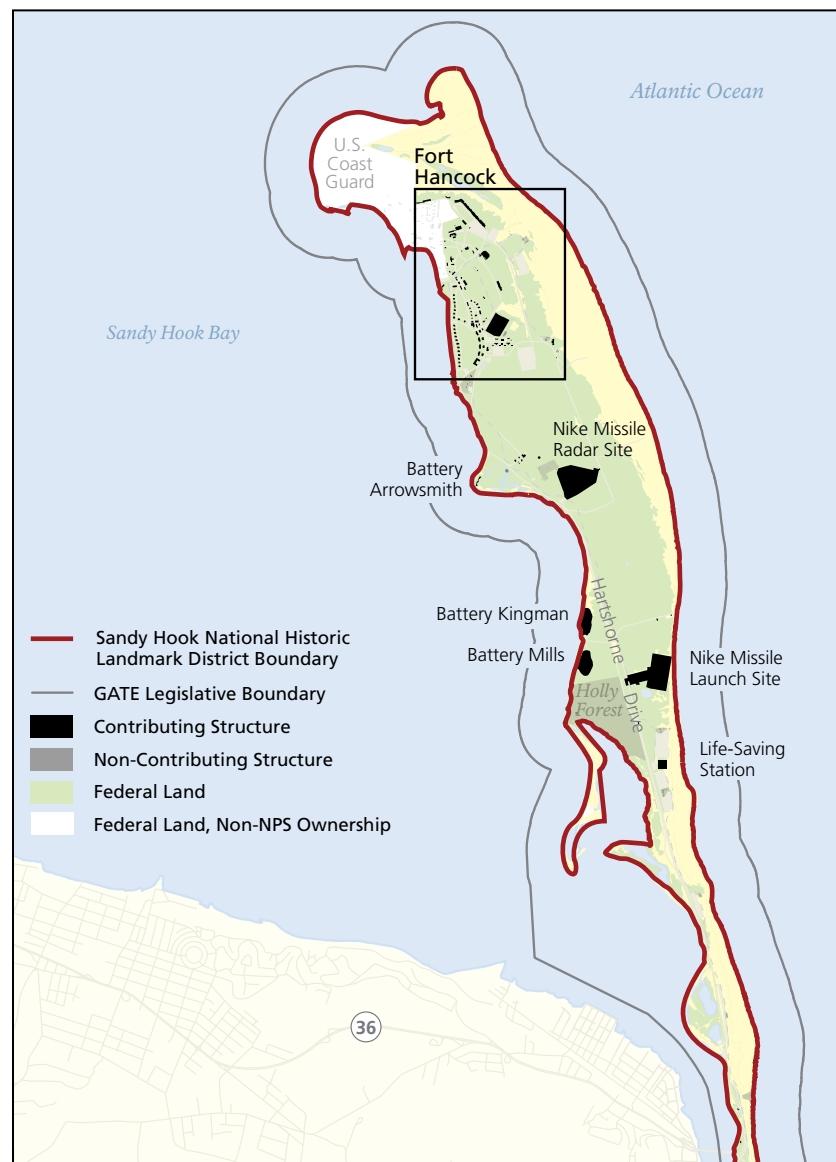 Atlantic Ocean
U.S.
Coast
Guard
Fort
Hancock
Sandy Hook Bay
Nike Missile
Radar Site
Battery
Arrowsmith
Hartshorne Drive
Battery Kingman
Battery Mills
Nike Missile
Launch Site
Holly
Forest
Life-Saving
Station
Sandy Hook National Historic
Landmark District Boundary
GATE Legislative Boundary
Contributing Structure
Non-Contributing Structure
Federal Land
Federal Land, Non-NPS Ownership
36